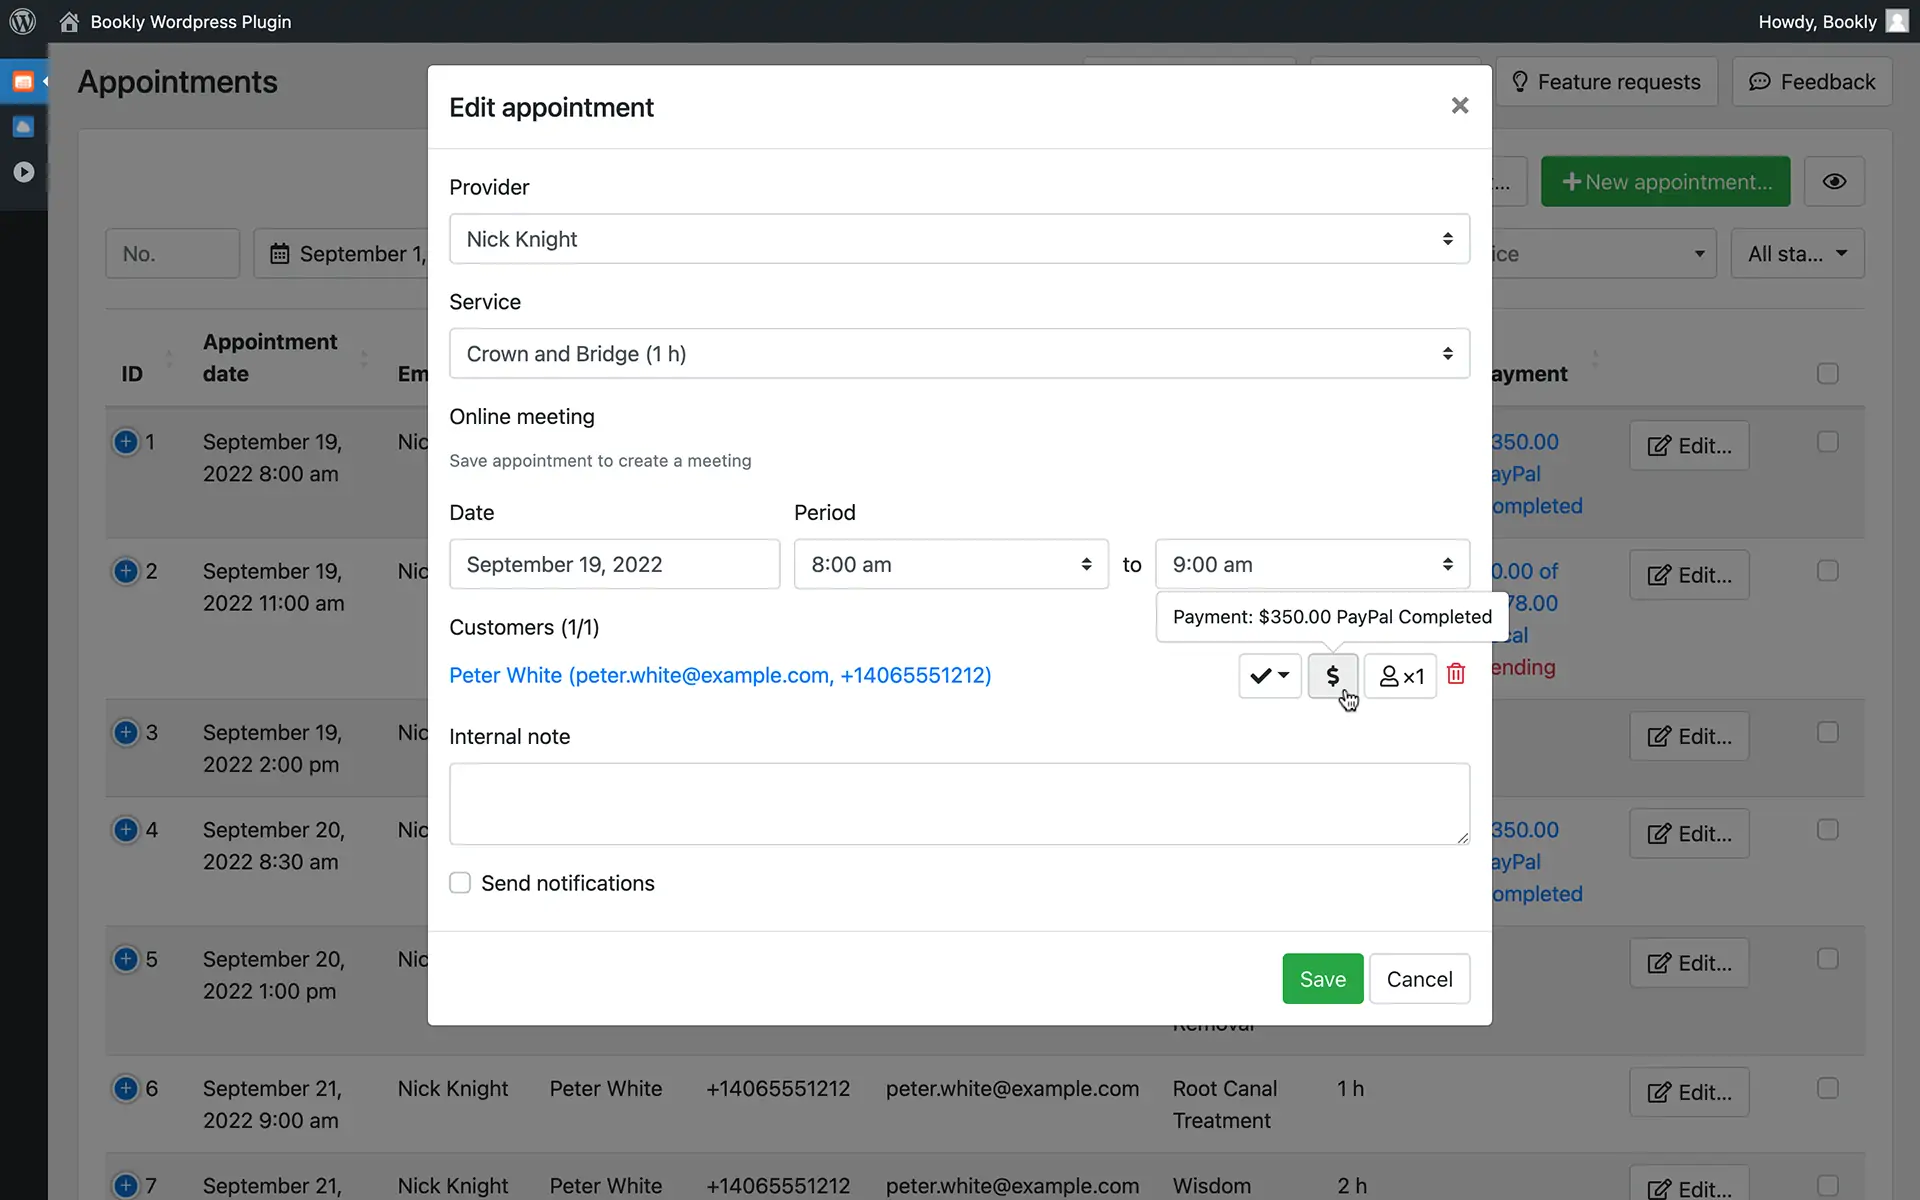 Bookly Wordpress Plugin
Howdy, Bookly
Appointments
Feature requests
Feedback
Edit appointment
Provider
Nick Knight
Service
Crown and Bridge (1 h)
Online meeting
Save appointment to create a meeting
Date
Period
September 19, 2022
8:00 am
to
9:00 am
Payment: $350.00 PayPal Completed
Customers (1/1)
Peter White (peter.white@example.com, +14065551212)
$
×1
Internal note
Send notifications
Save
Cancel
...
+ New appointment...
No.
September 1,
ice
All sta...
ID
Appointment
date
Em
ayment
1
September 19,
2022 8:00 am
Nic
350.00
ayPal
ompleted
Edit...
2
September 19,
2022 11:00 am
Nic
0.00 of
78.00
cal
ending
Edit...
3
September 19,
2022 2:00 pm
Nic
Edit...
4
September 20,
2022 8:30 am
Nic
350.00
ayPal
ompleted
Edit...
5
September 20,
2022 1:00 pm
Nic
Removal
Edit...
6
September 21,
2022 9:00 am
Nick Knight
Peter White
+14065551212
peter.white@example.com
Root Canal
Treatment
1 h
Edit...
7
September 21,
Nick Knight
Peter White
+14065551212
peter.white@example.com
Wisdom
2 h
Edit...